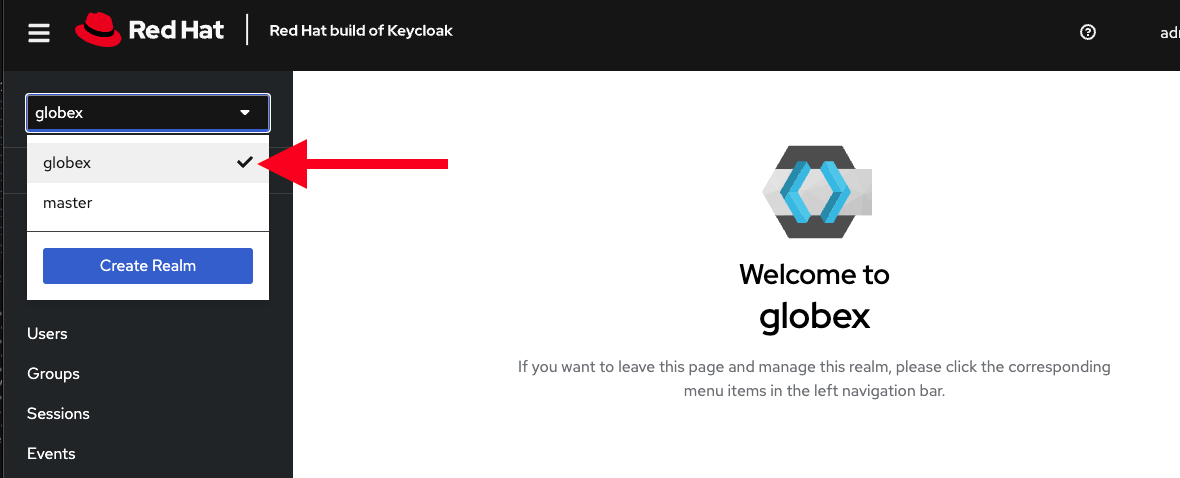 Red Hat
Red Hat build of Keycloak
globex
globex
master
Create Realm
Users
Groups
Sessions
Events
Welcome to
globex
If you want to leave this page and manage this realm, please click the corresponding
menu items in the left navigation bar.